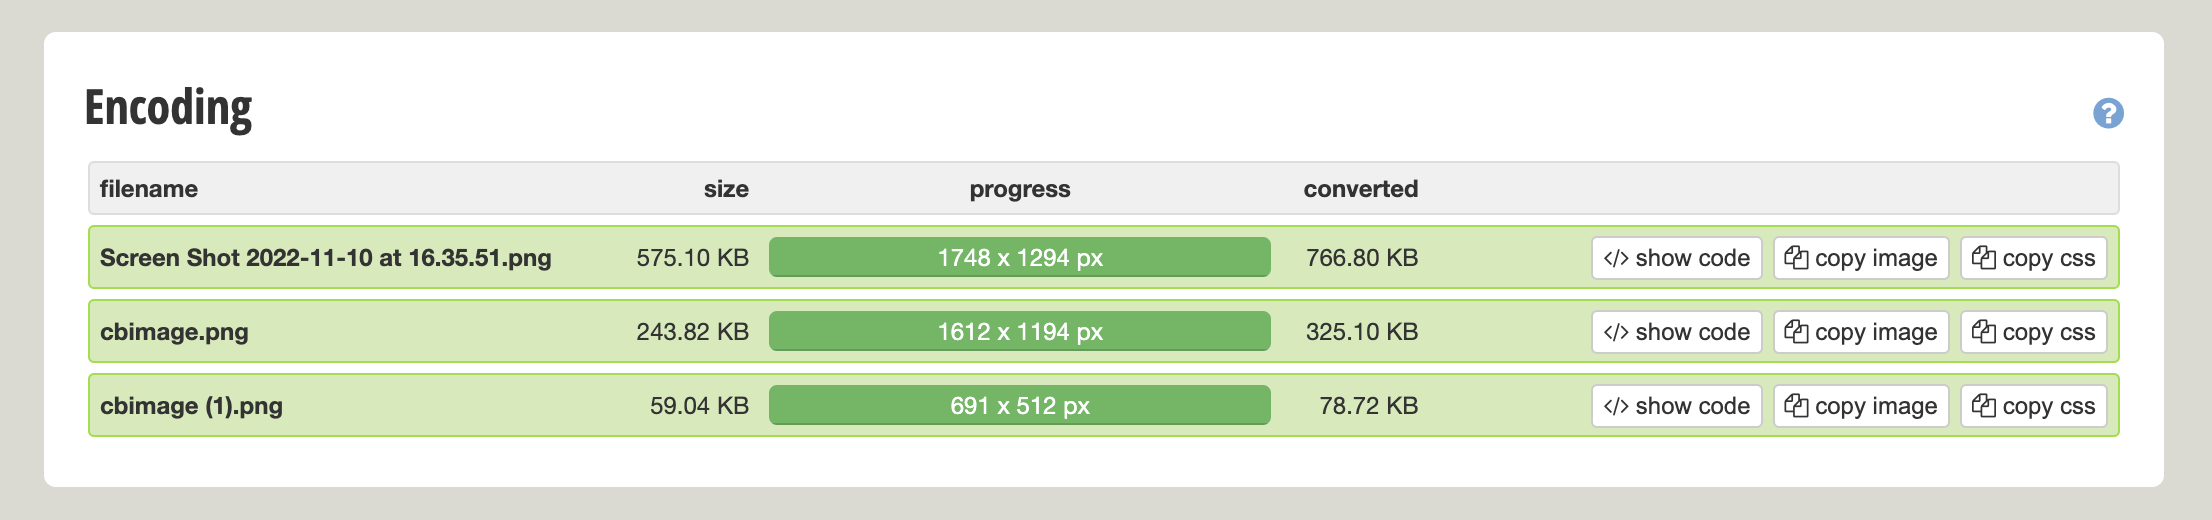 Encoding
?
filename size progress converted
Screen Shot 2022-11-10 at 16.35.51.png 575.10 KB 1748 x 1294 px 766.80 KB </> show code copy image copy css
cbimage.png 243.82 KB 1612 x 1194 px 325.10 KB </> show code copy image copy css
cbimage (1).png 59.04 KB 691 x 512 px 78.72 KB </> show code copy image copy css